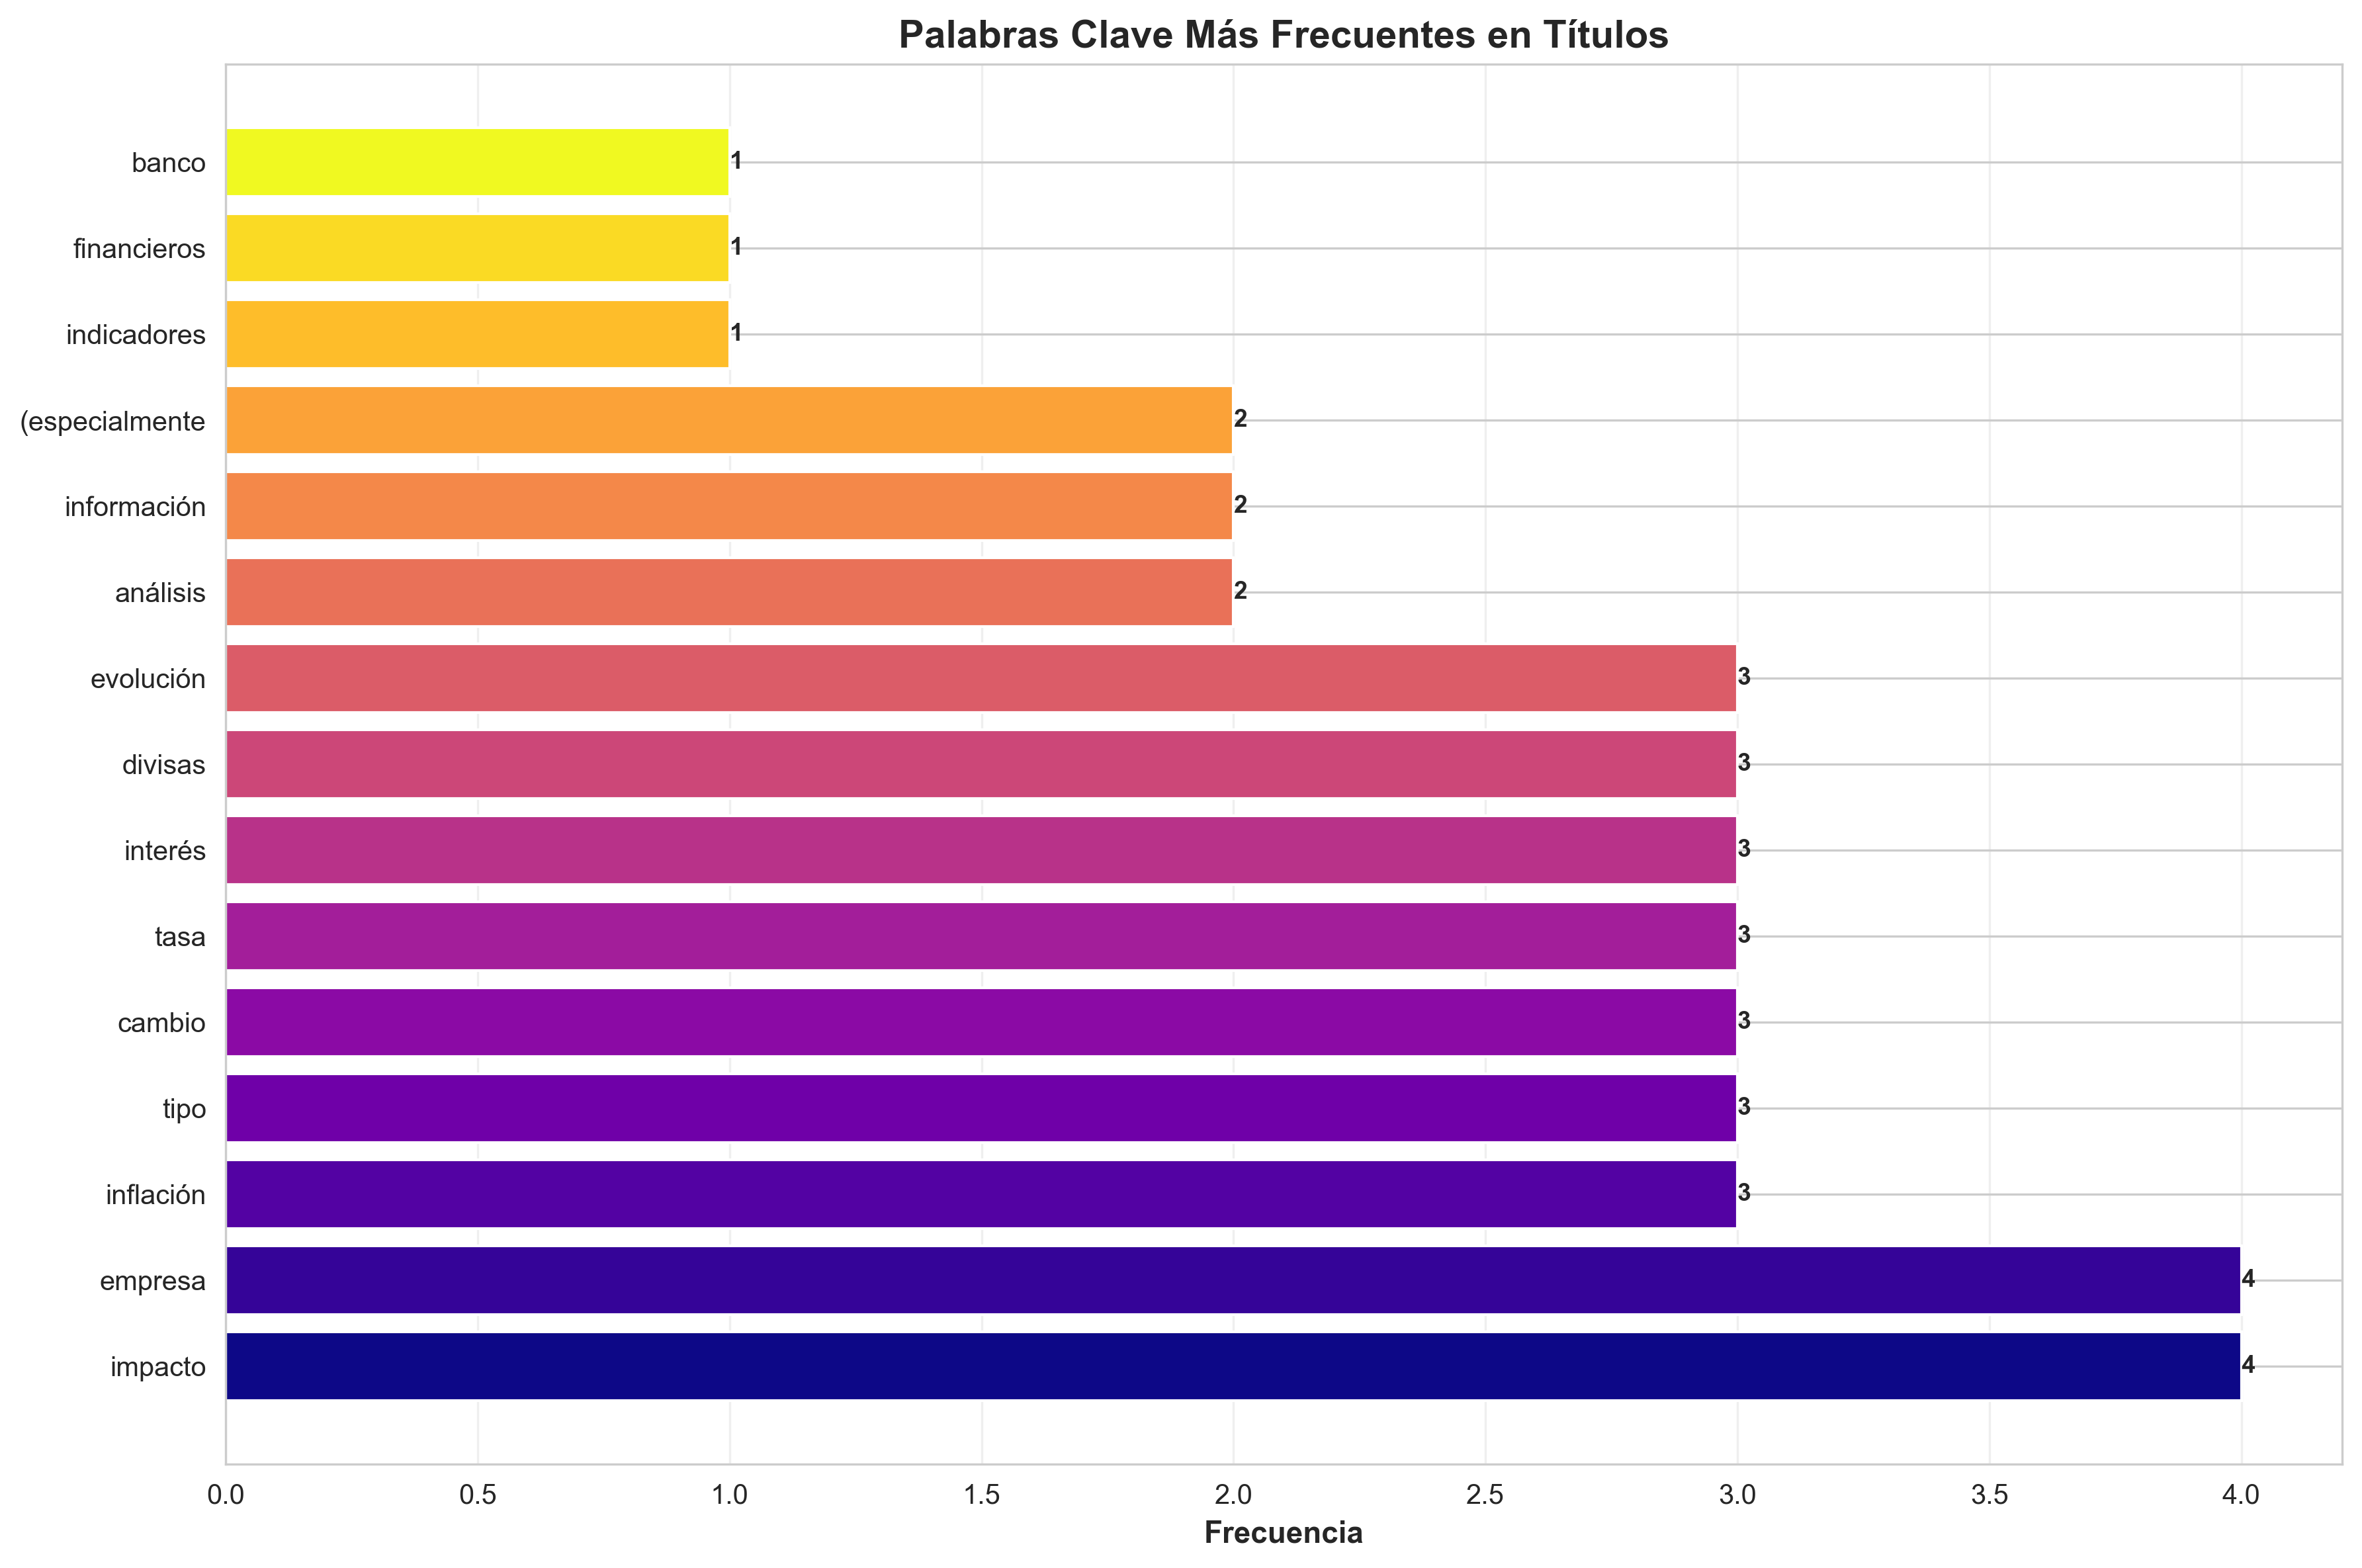 Palabras Clave Más Frecuentes en Títulos
banco 1
financieros 1
indicadores 1
(especialmente 2
información 2
análisis 2
evolución 3
divisas 3
interés 3
tasa 3
cambio 3
tipo 3
inflación 3
empresa 4
impacto 4
0.0 0.5 1.0 1.5 2.0 2.5 3.0 3.5 4.0
Frecuencia